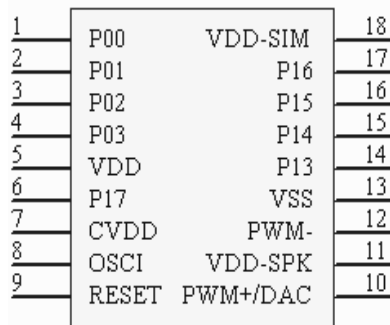 1 P00 VDD-SIM 18
2 P01 P16 17
3 P02 P15 16
4 P03 P14 15
5 VDD P13 14
6 P17 VSS 13
7 CVDD PWM- 12
8 OSCI VDD-SPK 11
9 RESET PWM+/DAC 10